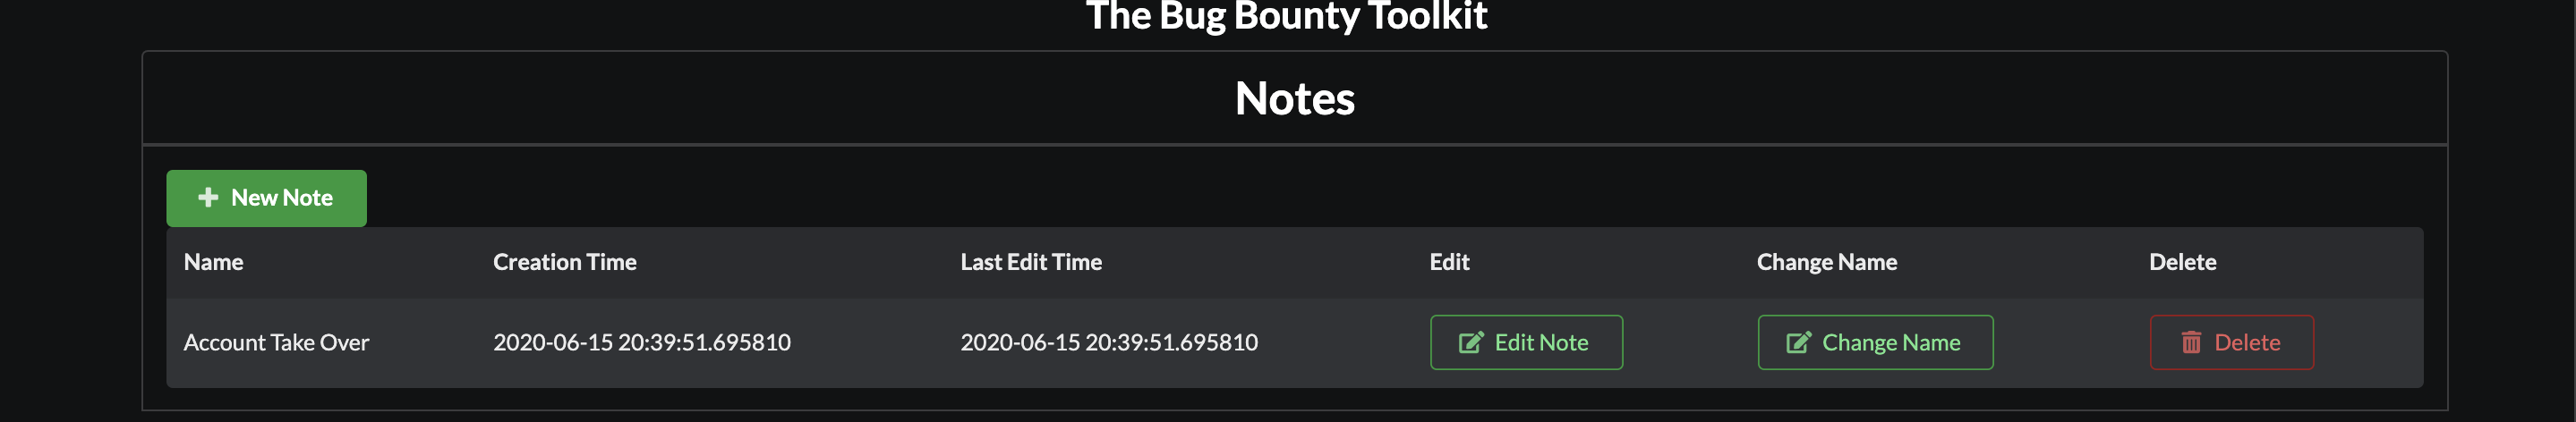 The Bug Bounty Toolkit
Notes
New Note
Name Creation Time Last Edit Time Edit Change Name Delete
Account Take Over 2020-06-15 20:39:51.695810 2020-06-15 20:39:51.695810 Edit Note Change Name Delete